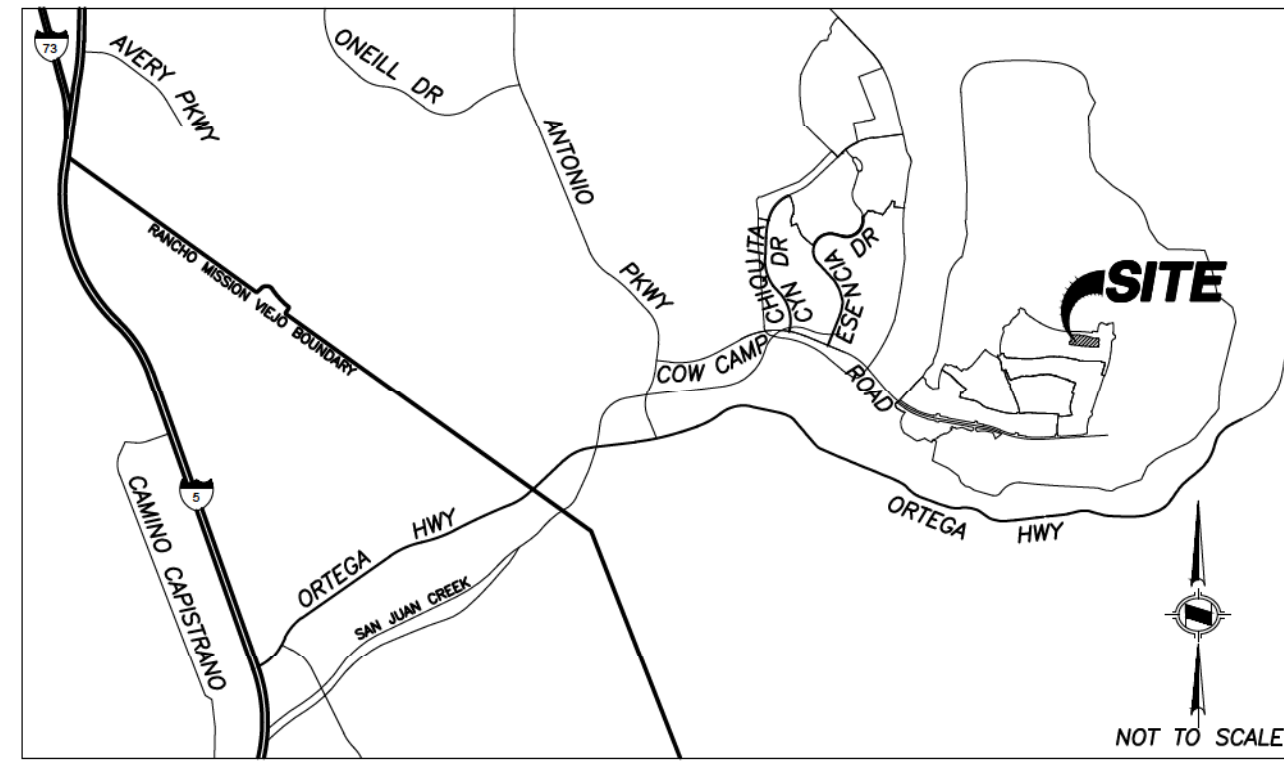 73
AVERY PKWY
ONEILL DR
ANTONIO
PKWY
RANCHO MISSION VIEJO BOUNDARY
CHIQUITA
CYN DR
ESENCIA DR
SITE
COW CAMP
ROAD
CAMINO CAPISTRANO
5
ORTEGA
HWY
SAN JUAN CREEK
ORTEGA
HWY
NOT TO SCALE